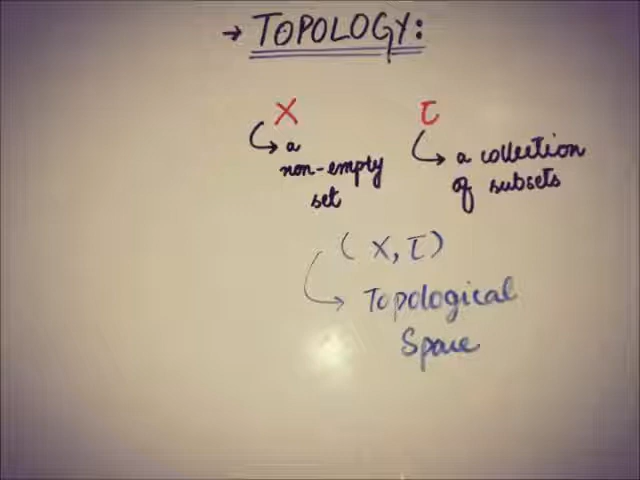 → TOPOLOGY:
X τ
a
non-empty
set
a collection
of subsets
(X, τ)
Topological
Space